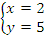 x = 2
y = 5